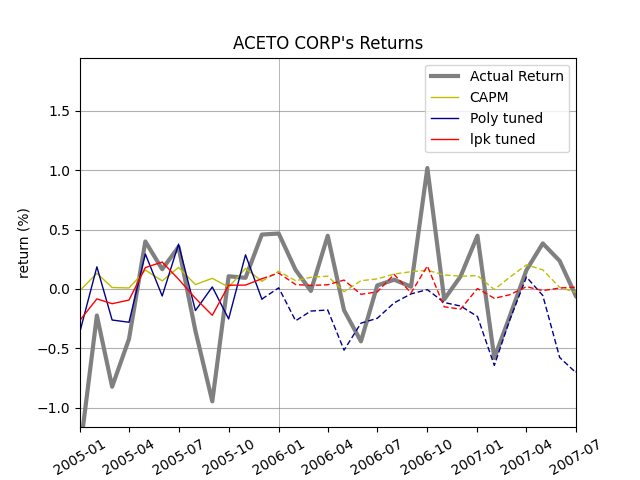 ACETO CORP's Returns
Actual Return
CAPM
Poly tuned
lpk tuned
return (%)
1.5
1.0
0.5
0.0
−0.5
−1.0
2005-01
2005-04
2005-07
2005-10
2006-01
2006-04
2006-07
2006-10
2007-01
2007-04
2007-07